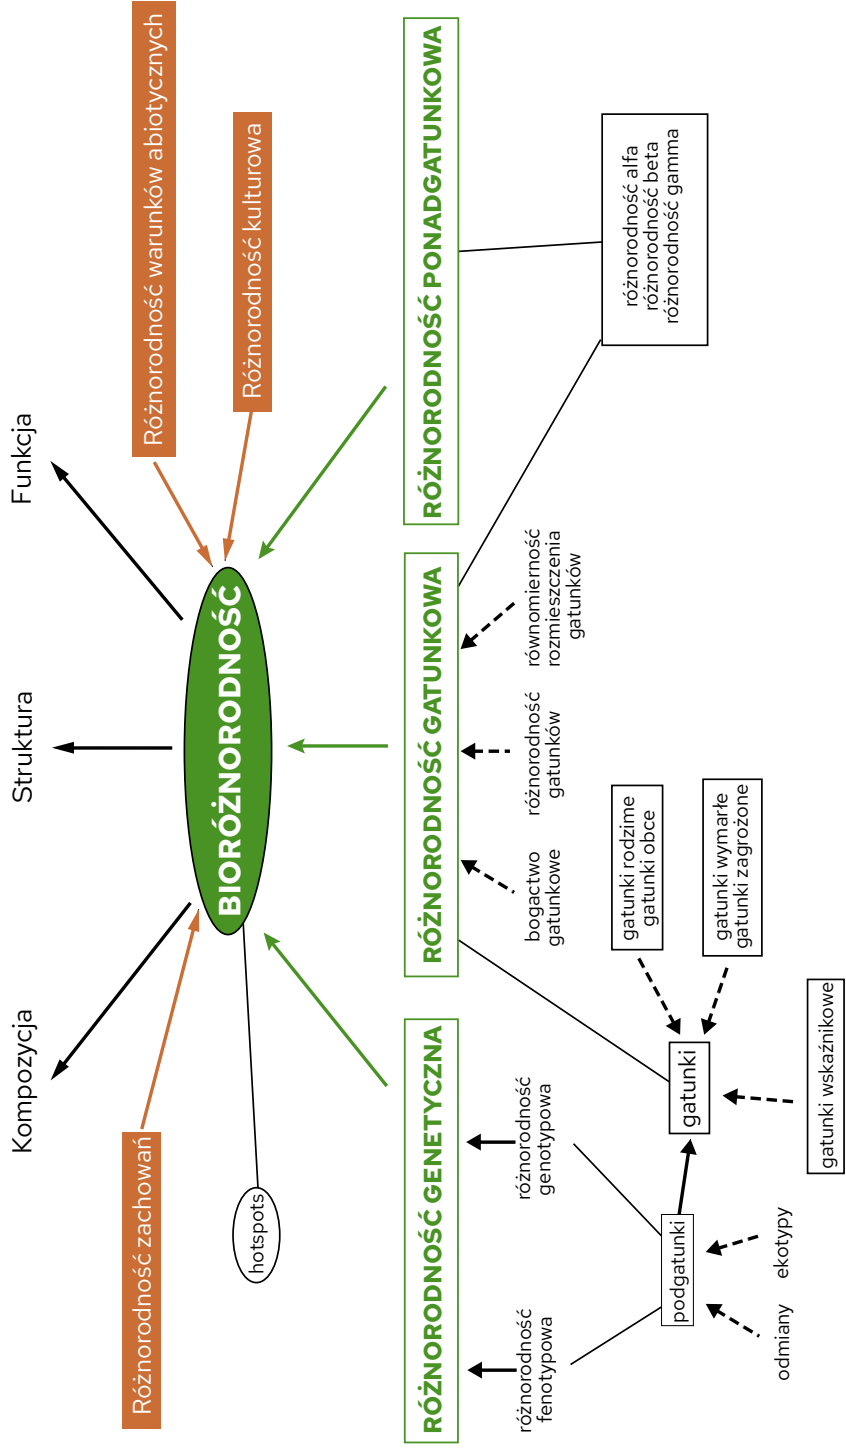 Kompozycja
Struktura
Funkcja
Różnorodność zachowań
Różnorodność warunków abiotycznych
Różnorodność kulturowa
BIORÓŻNORODNOŚĆ
hotspots
RÓŻNORODNOŚĆ GENETYCZNA
RÓŻNORODNOŚĆ GATUNKOWA
RÓŻNORODNOŚĆ PONADGATUNKOWA
różnorodność
fenotypowa
różnorodność
genotypowa
bogactwo
gatunkowe
różnorodność
gatunków
równomierność
rozmieszczenia
gatunków
różnorodność alfa
różnorodność beta
różnorodność gamma
podgatunki
gatunki
gatunki rodzime
gatunki obce
gatunki wymarłe
gatunki zagrożone
odmiany
ekotypy
gatunki wskaźnikowe